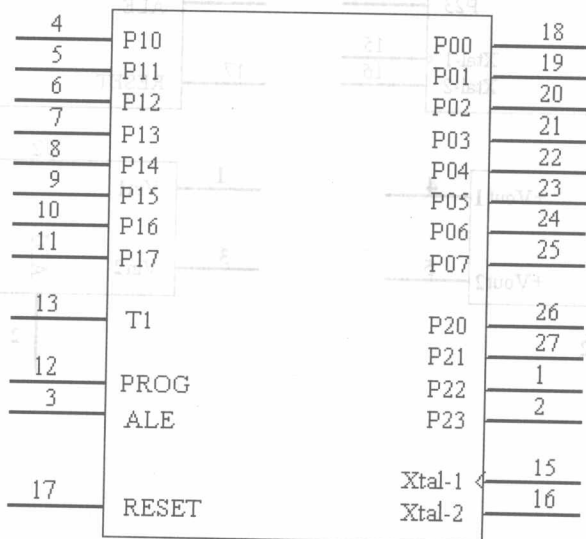 4 P10 P00 18
5 P11 P01 19
6 P12 P02 20
7 P13 P03 21
8 P14 P04 22
9 P15 P05 23
10 P16 P06 24
11 P17 P07 25
13 T1 P20 26
P21 27
12 PROG P22 1
3 ALE P23 2
Xtal-1 15
17 RESET Xtal-2 16